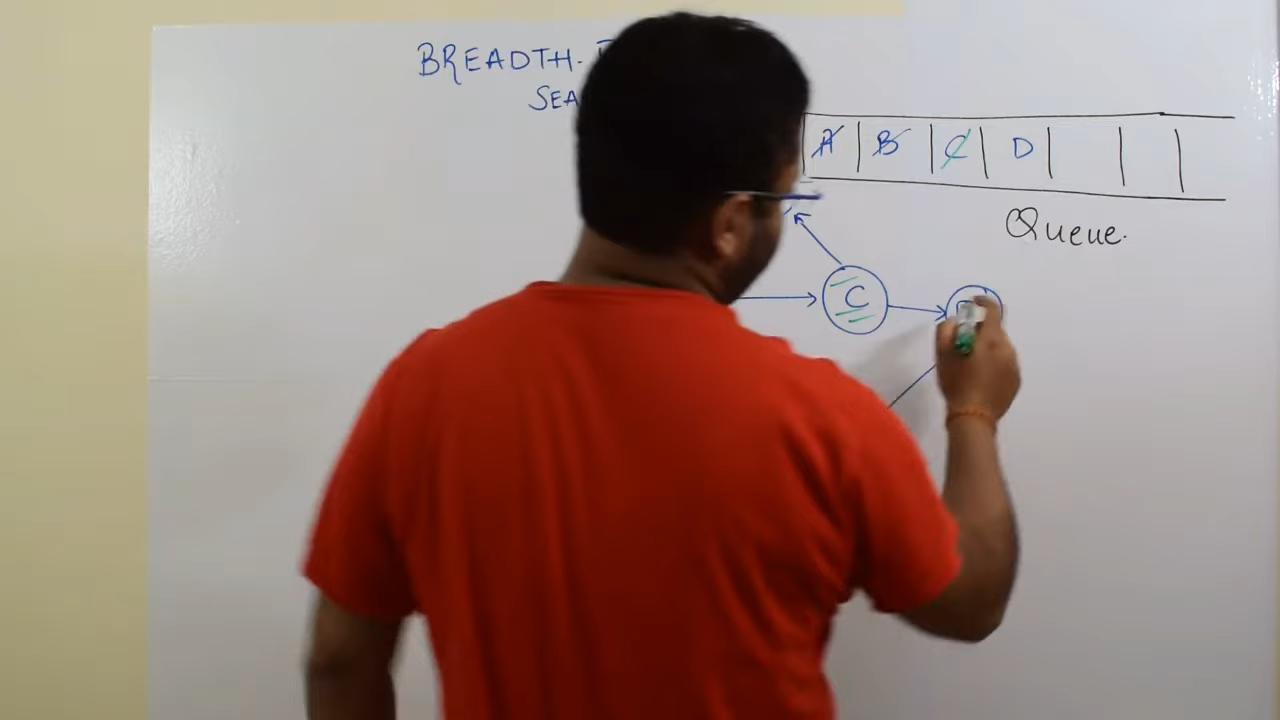 BREADTH-
SEA
A B C D
Queue.
C